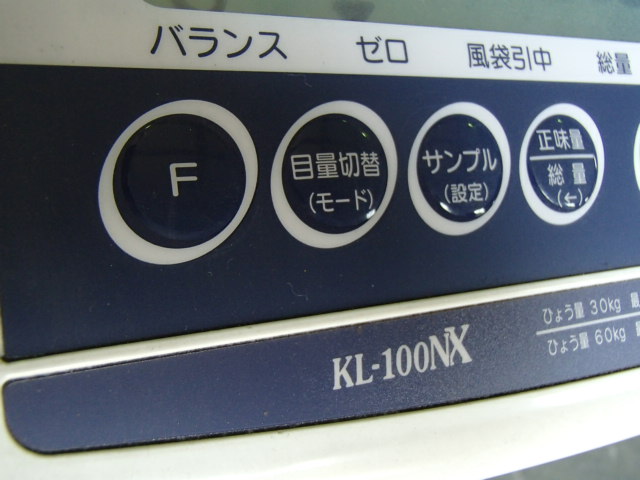 バランス ゼロ 風袋引中 総量
F
目量切替
(モード)
サンプル
(設定)
正味量
総量
(←)
KL-100NX
ひょう量 30kg
ひょう量 60kg